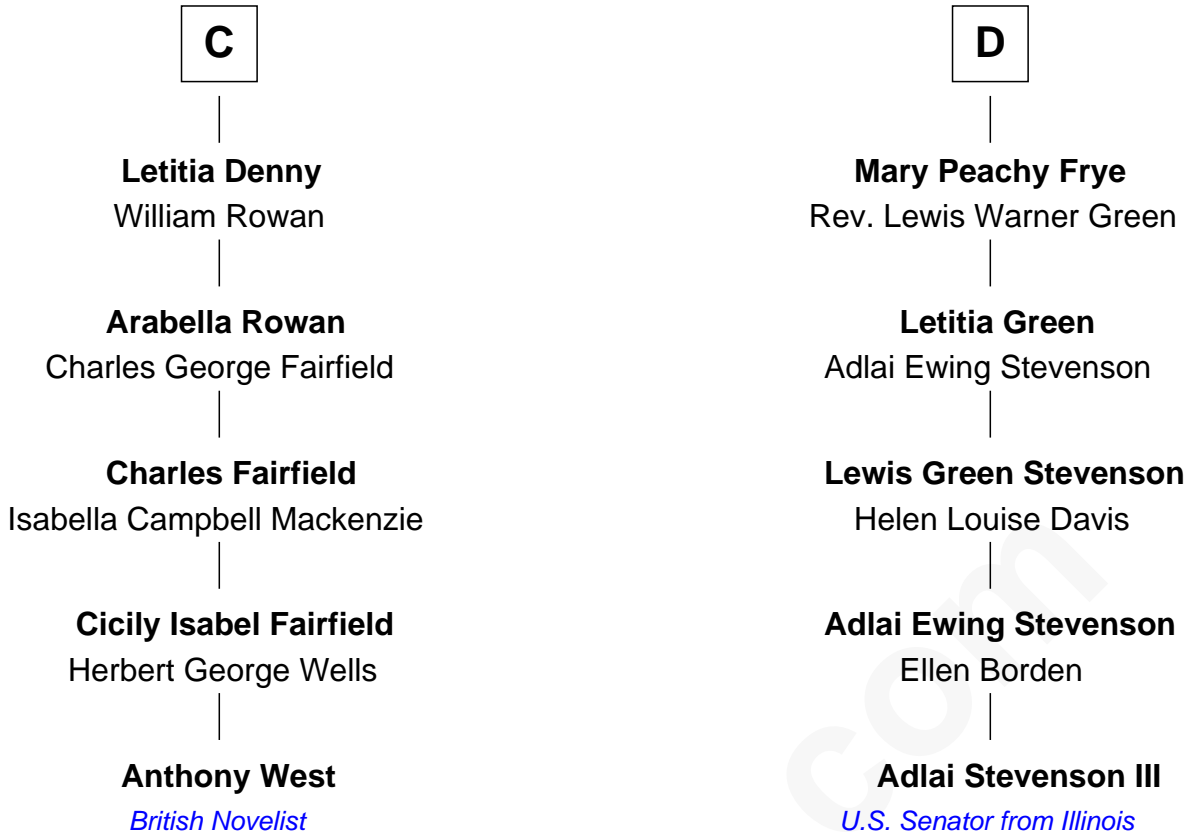 C
Letitia Denny
William Rowan
Arabella Rowan
Charles George Fairfield
Charles Fairfield
Isabella Campbell Mackenzie
Cicily Isabel Fairfield
Herbert George Wells
Anthony West
British Novelist
D
Mary Peachy Frye
Rev. Lewis Warner Green
Letitia Green
Adlai Ewing Stevenson
Lewis Green Stevenson
Helen Louise Davis
Adlai Ewing Stevenson
Ellen Borden
Adlai Stevenson III
U.S. Senator from Illinois
com